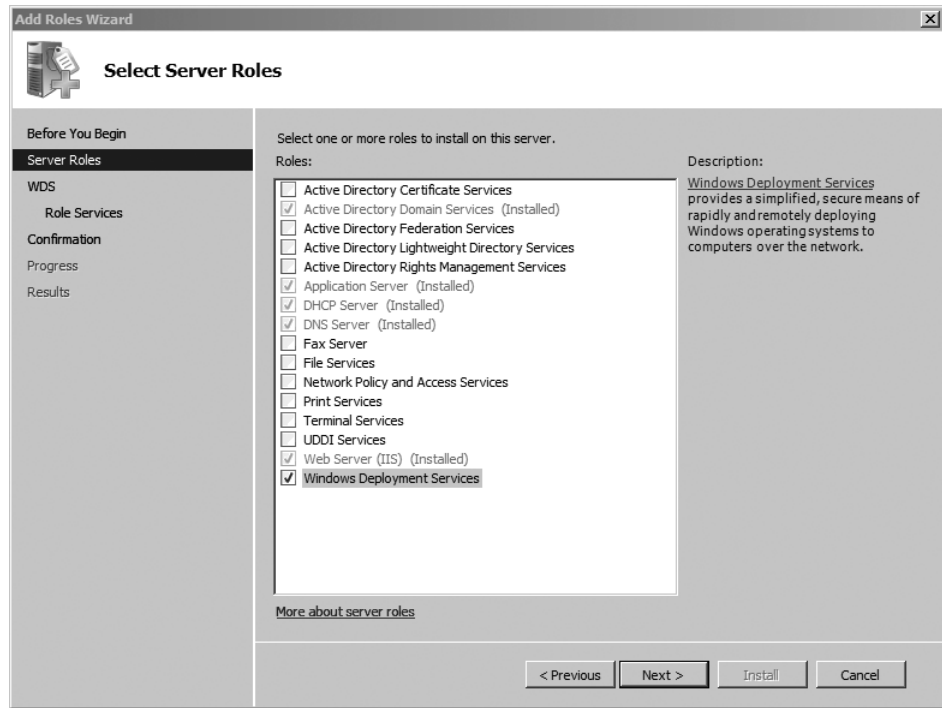 Add Roles Wizard
Select Server Roles
Before You Begin
Server Roles
WDS
Role Services
Confirmation
Progress
Results
Select one or more roles to install on this server.
Roles:
Active Directory Certificate Services
Active Directory Domain Services (Installed)
Active Directory Federation Services
Active Directory Lightweight Directory Services
Active Directory Rights Management Services
Application Server (Installed)
DHCP Server (Installed)
DNS Server (Installed)
Fax Server
File Services
Network Policy and Access Services
Print Services
Terminal Services
UDDI Services
Web Server (IIS) (Installed)
Windows Deployment Services
More about server roles
Description:
Windows Deployment Services
provides a simplified, secure means of
rapidly and remotely deploying
Windows operating systems to
computers over the network.
< Previous
Next >
Install
Cancel